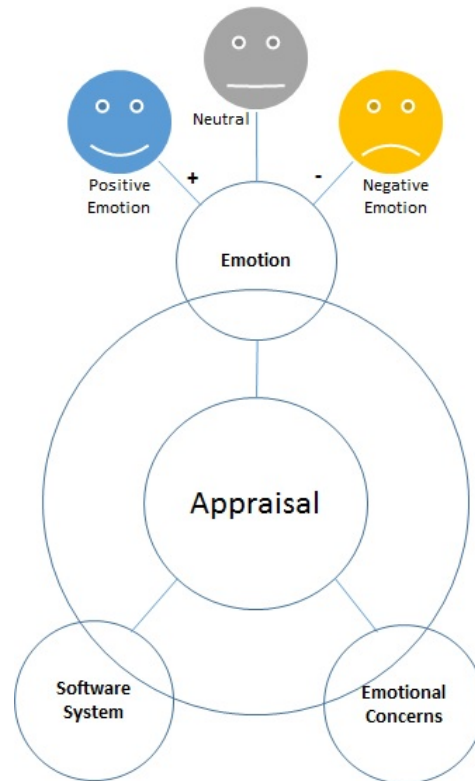 Neutral
Positive
Emotion
+
-
Negative
Emotion
Emotion
Appraisal
Software
System
Emotional
Concerns